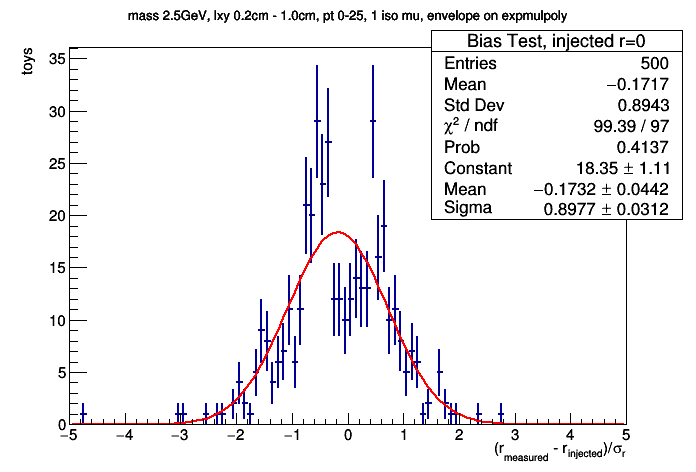 mass 2.5GeV, lxy 0.2cm - 1.0cm, pt 0-25, 1 iso mu, envelope on expmulpoly
Bias Test, injected r=0
Entries 500
Mean −0.1717
Std Dev 0.8943
χ² / ndf 99.39 / 97
Prob 0.4137
Constant 18.35 ± 1.11
Mean −0.1732 ± 0.0442
Sigma 0.8977 ± 0.0312
toys
35
30
25
20
15
10
5
0
−5 −4 −3 −2 −1 0 1 2 3 4 5
(r_measured - r_injected)/σ_r